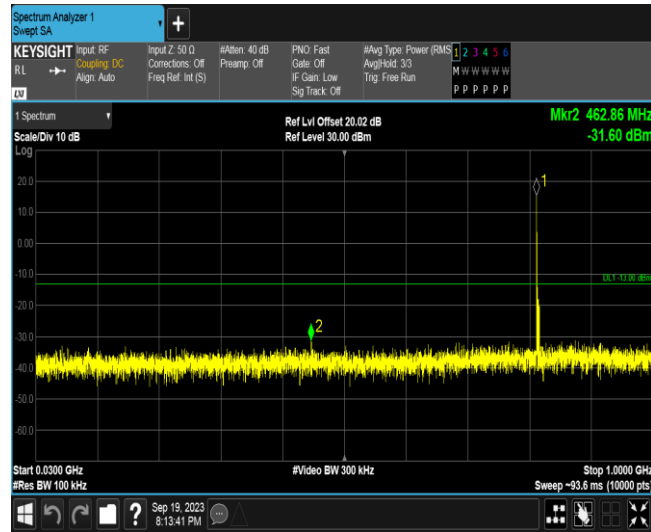 Spectrum Analyzer 1
Swept SA
KEYSIGHT
RL
LXI
Input: RF
Coupling: DC
Align: Auto
Input Z: 50 Ω
Corrections: Off
Freq Ref: Int (S)
#Atten: 40 dB
Preamp: Off
PNO: Fast
Gate: Off
IF Gain: Low
Sig Track: Off
#Avg Type: Power (RMS
Avg|Hold: 3/3
Trig: Free Run
1 2 3 4 5 6
M W W W W W
P P P P P P
1 Spectrum
Scale/Div 10 dB
Log
Ref Lvl Offset 20.02 dB
Ref Level 30.00 dBm
Mkr2 462.86 MHz
-31.60 dBm
20.0
10.0
0.00
-10.0
-20.0
-30.0
-40.0
-50.0
-60.0
1
DL1 -13.00 dBm
2
Start 0.0300 GHz
#Res BW 100 kHz
#Video BW 300 kHz
Stop 1.0000 GHz
Sweep ~93.6 ms (10000 pts)
?
Sep 19, 2023
8:13:41 PM